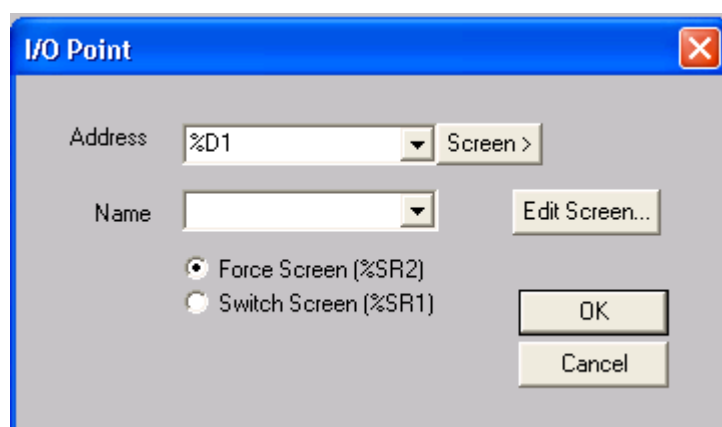 I/O Point
Address %D1 Screen >
Name Edit Screen...
Force Screen (%SR2)
Switch Screen (%SR1)
OK
Cancel